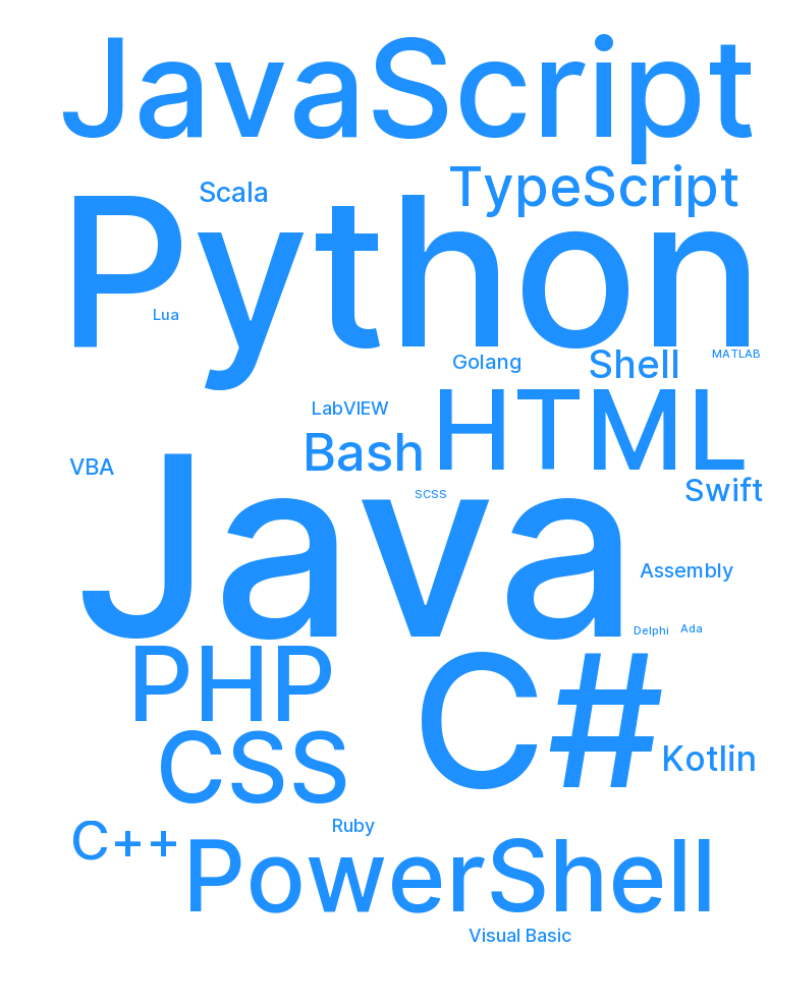 JavaScript
Scala
TypeScript
Python
Lua
Golang
Shell
MATLAB
LabVIEW
HTML
Bash
VBA
Swift
scss
Java
Assembly
Delphi
Ada
PHP
C#
CSS
Kotlin
C++
Ruby
PowerShell
Visual Basic